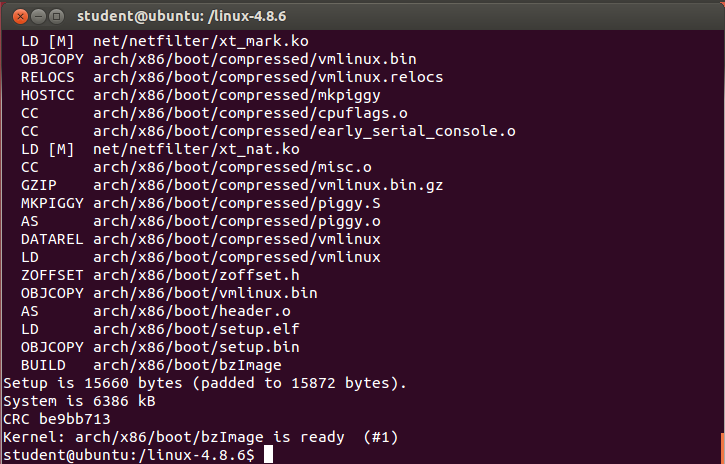 student@ubuntu: /linux-4.8.6
LD [M]  net/netfilter/xt_mark.ko
OBJCOPY arch/x86/boot/compressed/vmlinux.bin
RELOCS  arch/x86/boot/compressed/vmlinux.relocs
HOSTCC  arch/x86/boot/compressed/mkpiggy
CC      arch/x86/boot/compressed/cpuflags.o
CC      arch/x86/boot/compressed/early_serial_console.o
LD [M]  net/netfilter/xt_nat.ko
CC      arch/x86/boot/compressed/misc.o
GZIP    arch/x86/boot/compressed/vmlinux.bin.gz
MKPIGGY arch/x86/boot/compressed/piggy.S
AS      arch/x86/boot/compressed/piggy.o
DATAREL arch/x86/boot/compressed/vmlinux
LD      arch/x86/boot/compressed/vmlinux
ZOFFSET arch/x86/boot/zoffset.h
OBJCOPY arch/x86/boot/vmlinux.bin
AS      arch/x86/boot/header.o
LD      arch/x86/boot/setup.elf
OBJCOPY arch/x86/boot/setup.bin
BUILD   arch/x86/boot/bzImage
Setup is 15660 bytes (padded to 15872 bytes).
System is 6386 kB
CRC be9bb713
Kernel: arch/x86/boot/bzImage is ready  (#1)
student@ubuntu:/linux-4.8.6$